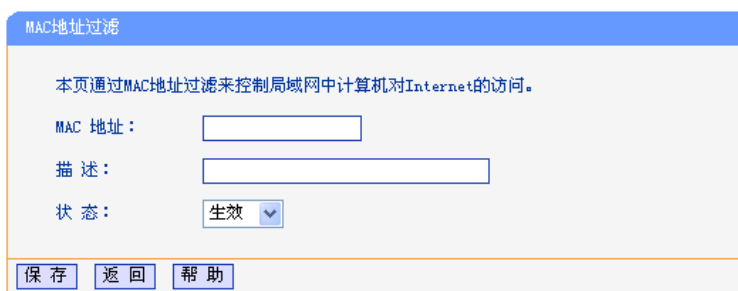 MAC地址过滤
本页通过MAC地址过滤来控制局域网中计算机对Internet的访问。
MAC 地址：
描 述：
状 态： 生效
保 存 返 回 帮 助